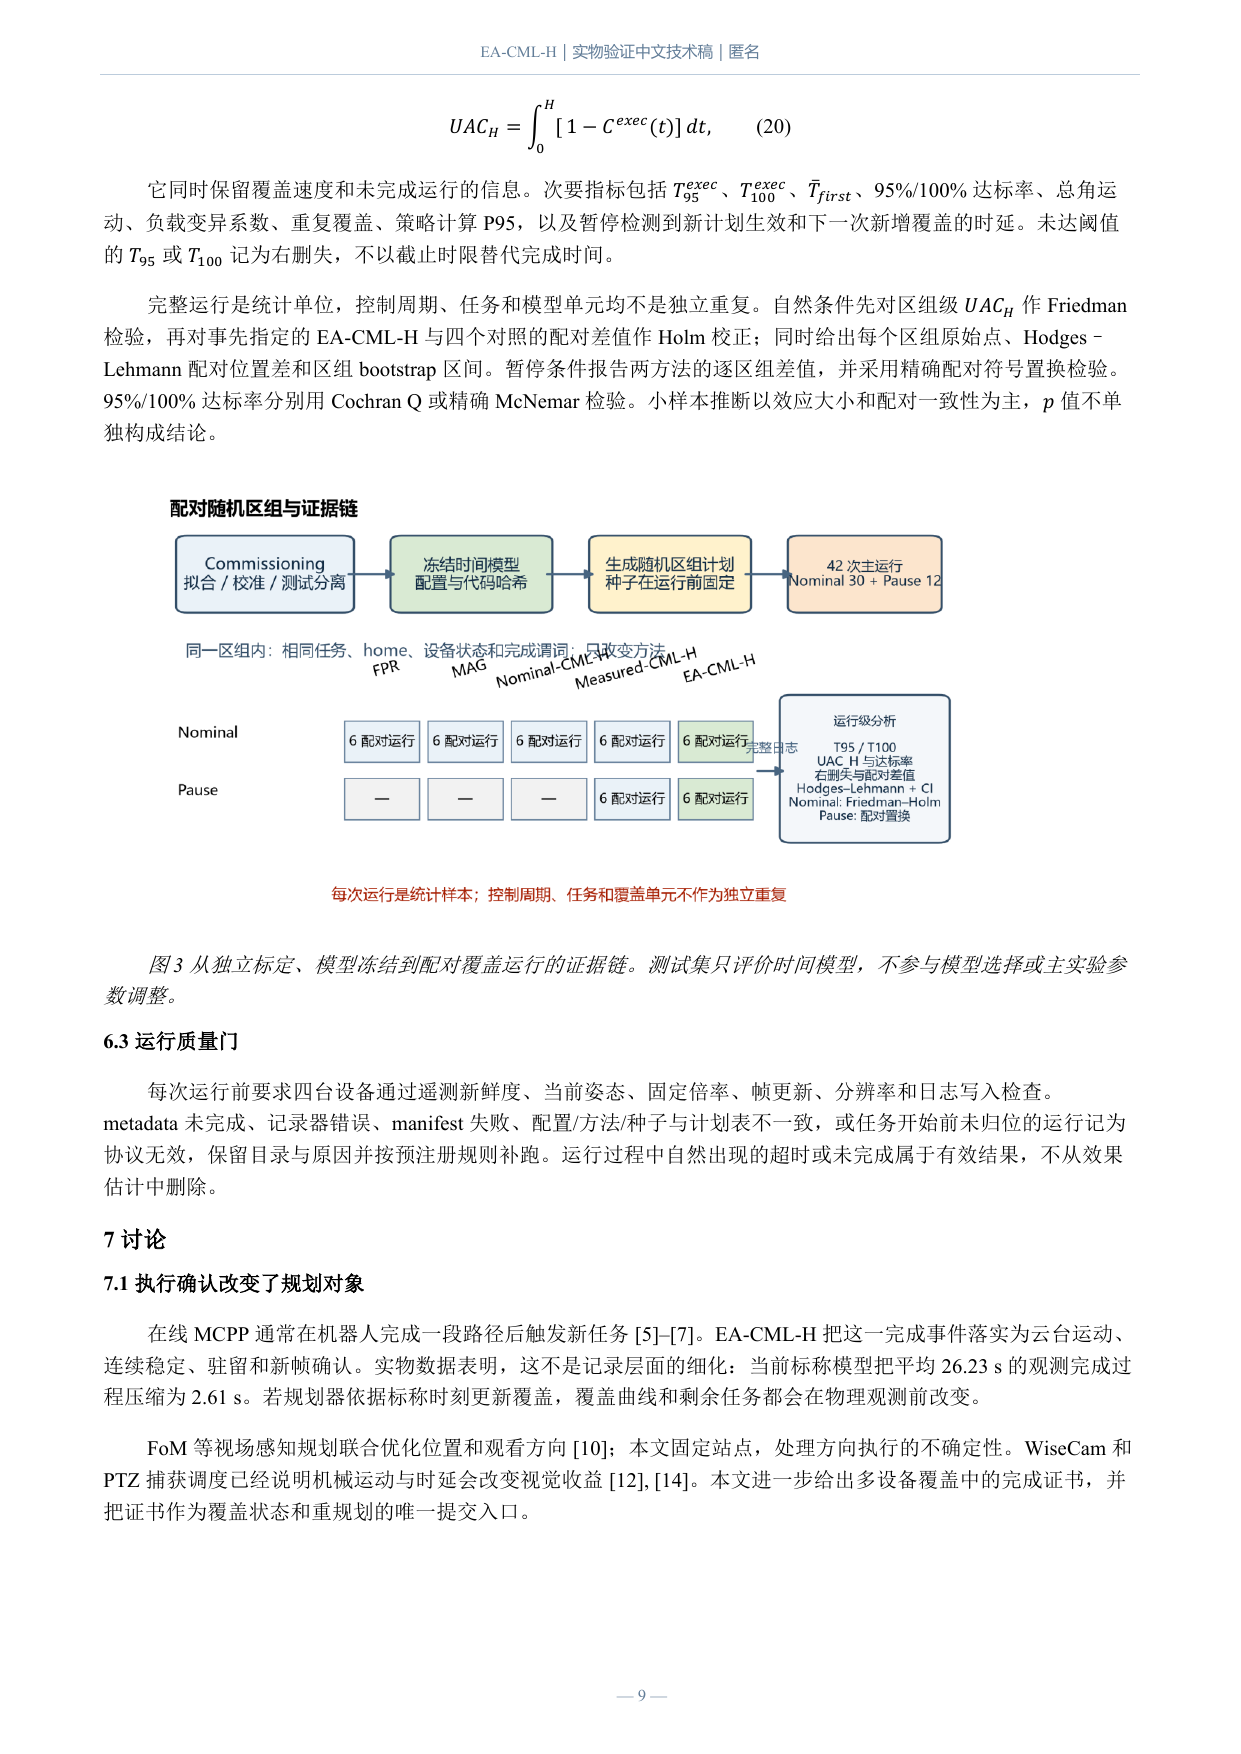 EA-CML-H | 实物验证中文技术稿 | 匿名
UAC_H = ∫_0^H [ 1 − C^{exec}(t)] dt, (20)
它同时保留覆盖速度和未完成运行的信息。次要指标包括 T_{95}^{exec}、T_{100}^{exec}、T̄_{first}、95%/100% 达标率、总角运
动、负载变异系数、重复覆盖、策略计算 P95，以及暂停检测到新计划生效和下一次新增覆盖的时延。未达阈值
的 T_{95} 或 T_{100} 记为右删失，不以截止时限替代完成时间。
完整运行是统计单位，控制周期、任务和模型单元均不是独立重复。自然条件先对区组级 UAC_H 作 Friedman
检验，再对事先指定的 EA-CML-H 与四个对照的配对差值作 Holm 校正；同时给出每个区组原始点、Hodges–
Lehmann 配对位置差和区组 bootstrap 区间。暂停条件报告两方法的逐区组差值，并采用精确配对符号置换检验。
95%/100% 达标率分别用 Cochran Q 或精确 McNemar 检验。小样本推断以效应大小和配对一致性为主，p 值不单
独构成结论。
配对随机区组与证据链
Commissioning
拟合 / 校准 / 测试分离
冻结时间模型
配置与代码哈希
生成随机区组计划
种子在运行前固定
42 次主运行
Nominal 30 + Pause 12
同一区组内：相同任务、home、设备状态和完成谓词；只改变方法
FPR
MAG
Nominal-CML-H
Measured-CML-H
EA-CML-H
Nominal
6 配对运行
6 配对运行
6 配对运行
6 配对运行
6 配对运行
完整日志
Pause
—
—
—
6 配对运行
6 配对运行
运行级分析
T95 / T100
UAC_H 与达标率
右删失与配对差值
Hodges–Lehmann + CI
Nominal: Friedman–Holm
Pause: 配对置换
每次运行是统计样本；控制周期、任务和覆盖单元不作为独立重复
图 3 从独立标定、模型冻结到配对覆盖运行的证据链。测试集只评价时间模型，不参与模型选择或主实验参
数调整。
6.3 运行质量门
每次运行前要求四台设备通过遥测新鲜度、当前姿态、固定倍率、帧更新、分辨率和日志写入检查。
metadata 未完成、记录器错误、manifest 失败、配置/方法/种子与计划表不一致，或任务开始前未归位的运行记为
协议无效，保留目录与原因并按预注册规则补跑。运行过程中自然出现的超时或未完成属于有效结果，不从效果
估计中删除。
7 讨论
7.1 执行确认改变了规划对象
在线 MCPP 通常在机器人完成一段路径后触发新任务 [5]–[7]。EA-CML-H 把这一完成事件落实为云台运动、
连续稳定、驻留和新帧确认。实物数据表明，这不是记录层面的细化：当前标称模型把平均 26.23 s 的观测完成过
程压缩为 2.61 s。若规划器依据标称时刻更新覆盖，覆盖曲线和剩余任务都会在物理观测前改变。
FoM 等视场感知规划联合优化位置和观看方向 [10]；本文固定站点，处理方向执行的不确定性。WiseCam 和
PTZ 捕获调度已经说明机械运动与时延会改变视觉收益 [12], [14]。本文进一步给出多设备覆盖中的完成证书，并
把证书作为覆盖状态和重规划的唯一提交入口。
— 9 —